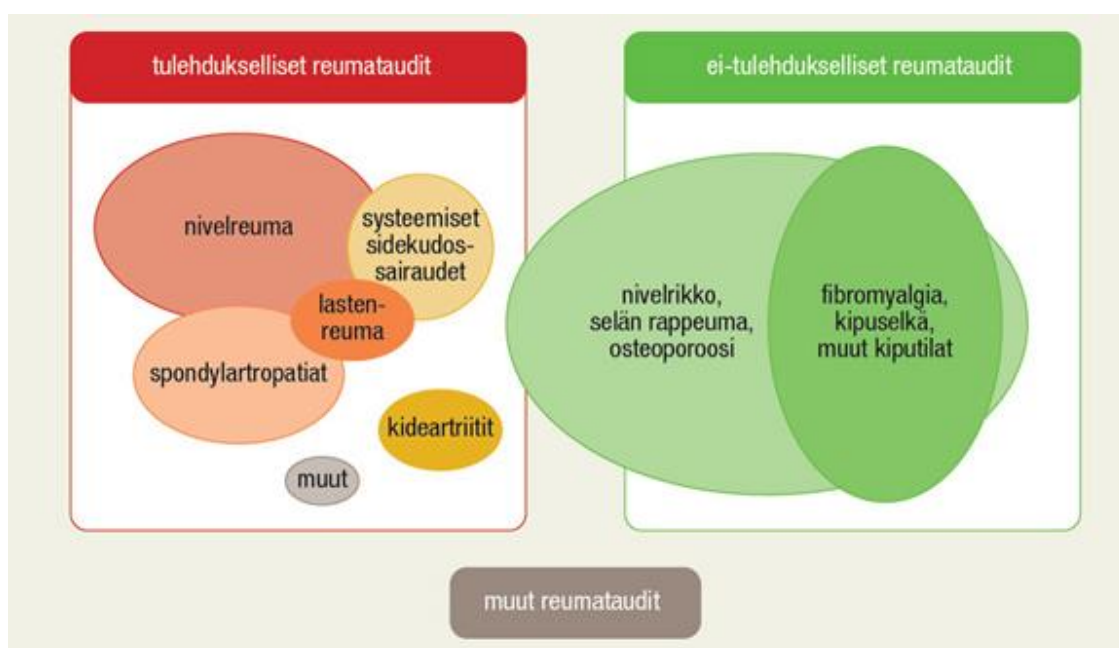 tulehdukselliset reumataudit
nivelreuma
systeemiset
sidekudos-
sairaudet
lasten-
reuma
spondylartropatiat
kideartriitit
muut
ei-tulehdukselliset reumataudit
nivelrikko,
selän rappeuma,
osteoporoosi
fibromyalgia,
kipuselkä,
muut kiputilat
muut reumataudit